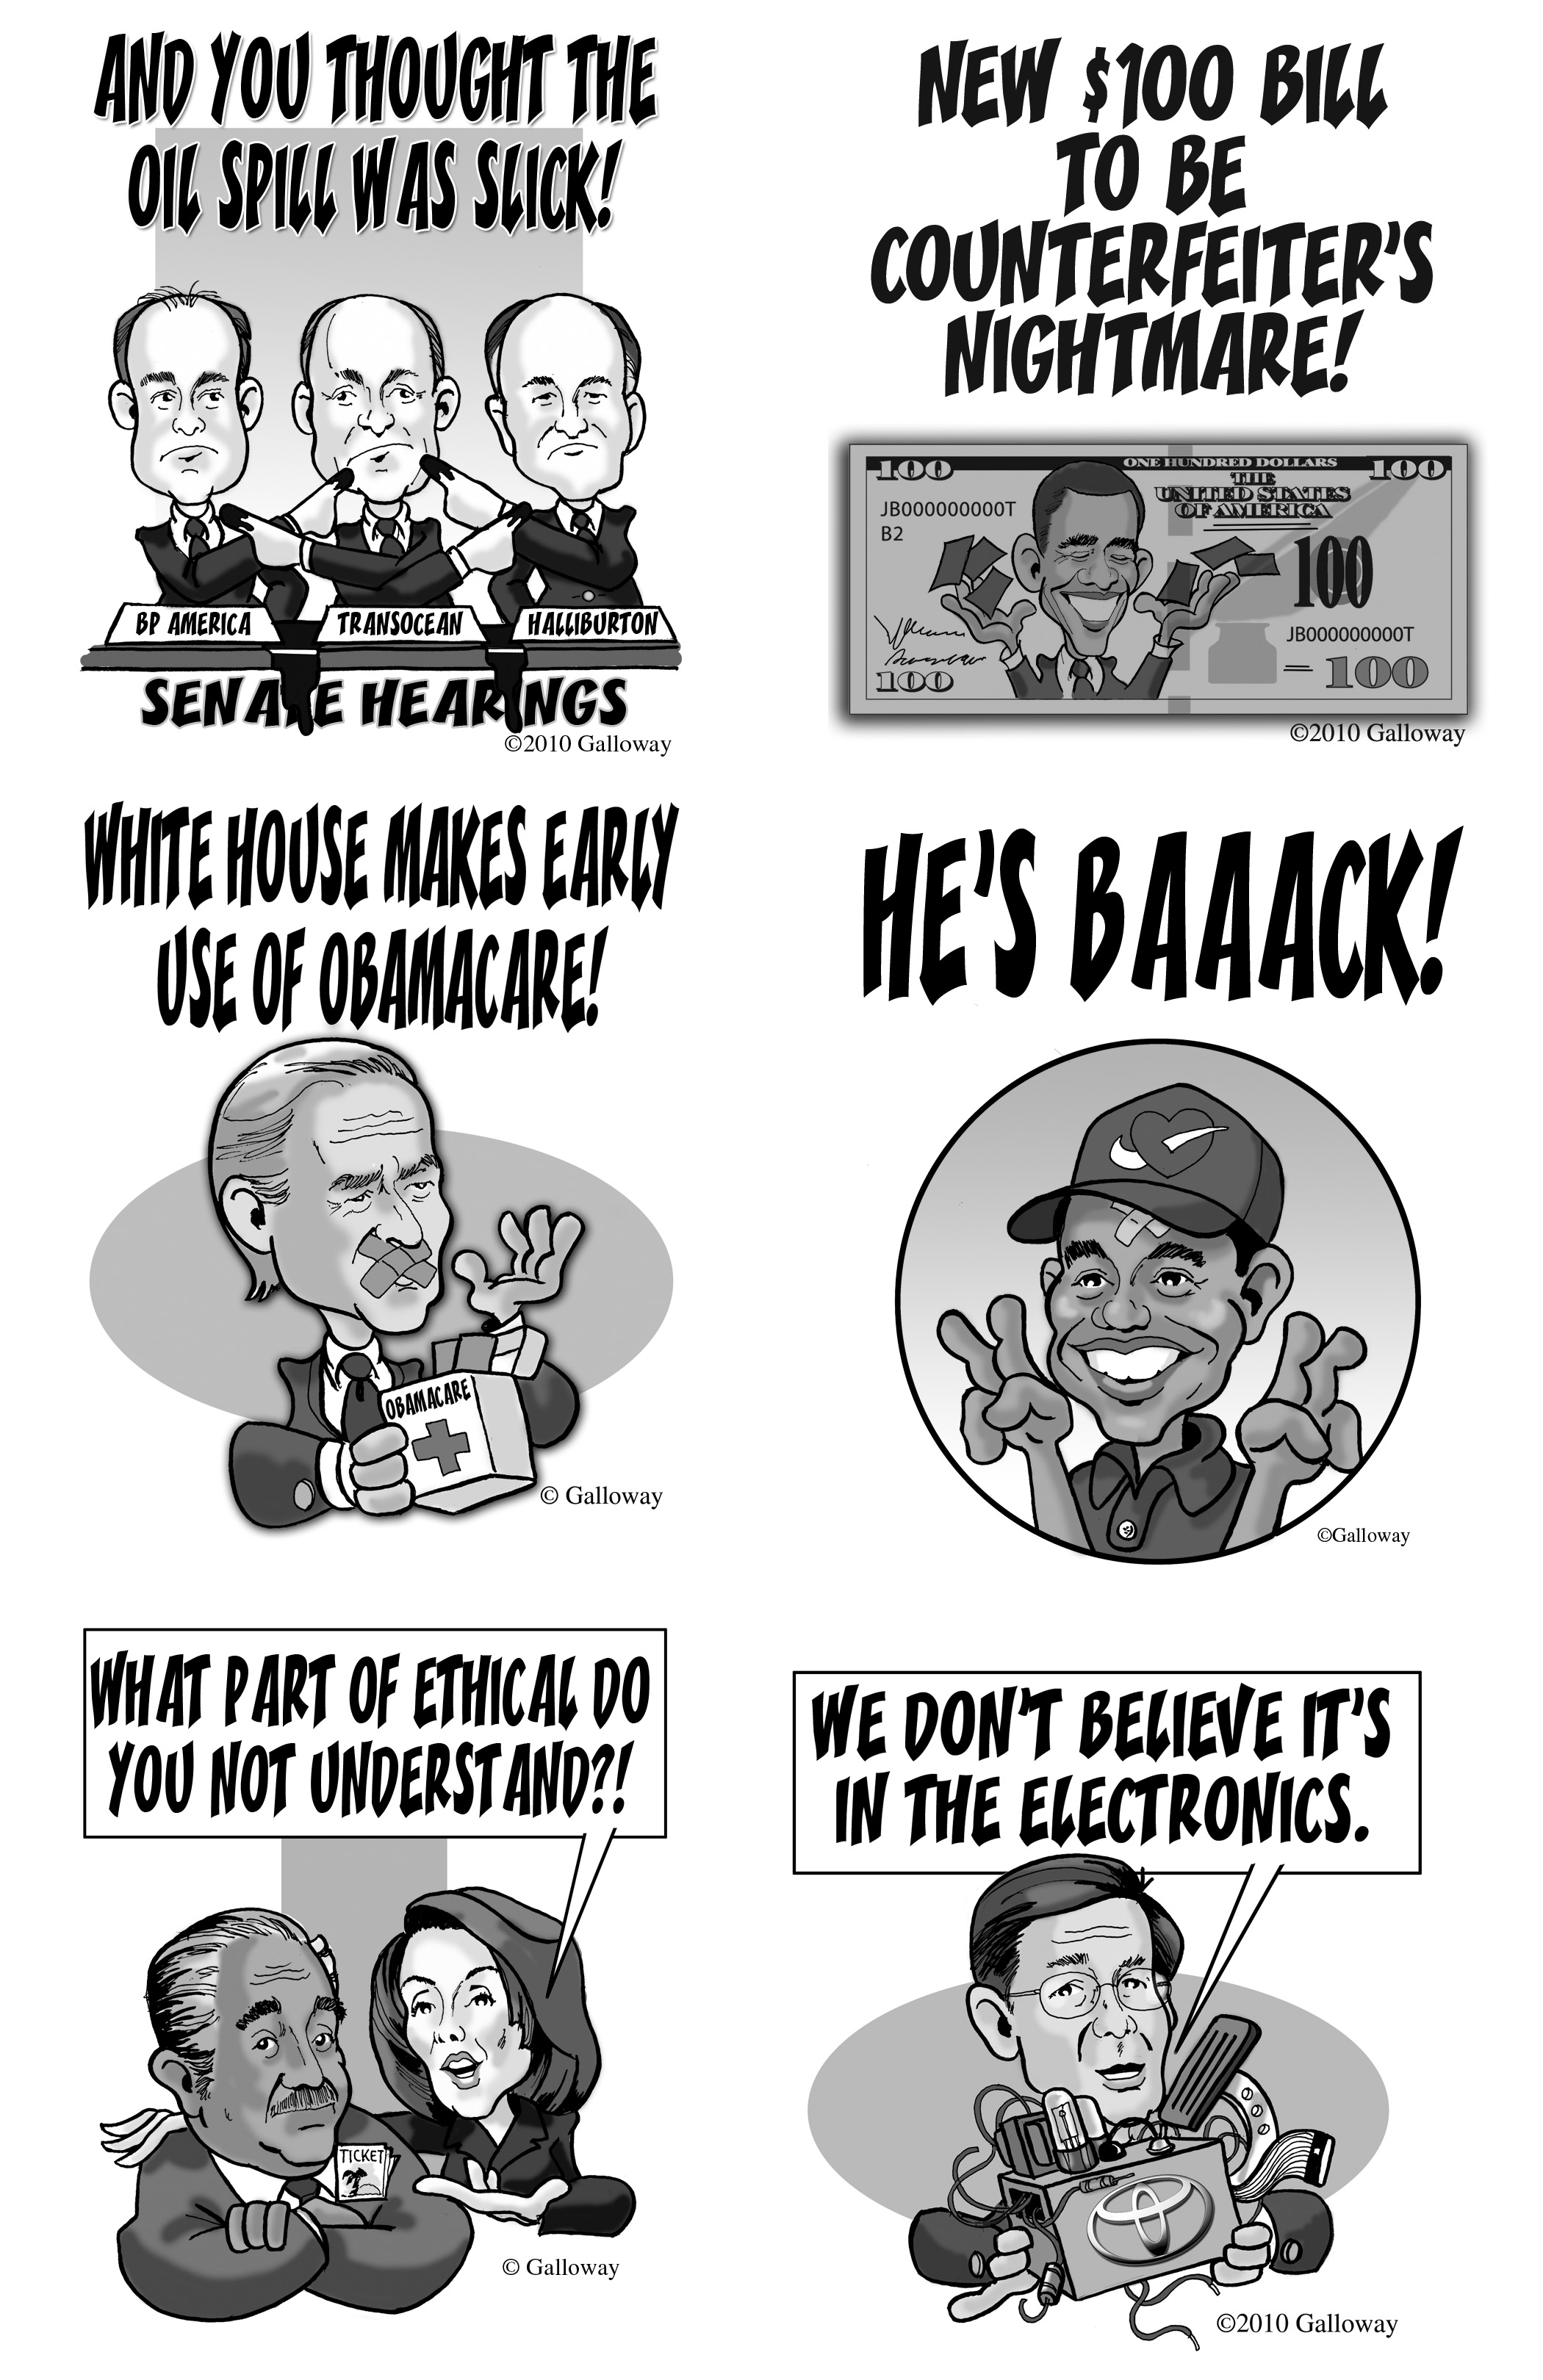 AND YOU THOUGHT THE
OIL SPILL WAS SLICK!
BP AMERICA
TRANSOCEAN
HALLIBURTON
SENATE HEARINGS
©2010 Galloway
NEW $100 BILL
TO BE
COUNTERFEITER'S
NIGHTMARE!
100
ONE HUNDRED DOLLARS
100
THE
UNITED STATES
OF AMERICA
JB000000000T
B2
100
JB000000000T
100
100
©2010 Galloway
WHITE HOUSE MAKES EARLY
USE OF OBAMACARE!
OBAMACARE
© Galloway
HE'S BAAACK!
©Galloway
WHAT PART OF ETHICAL DO
YOU NOT UNDERSTAND?!
TICKET
© Galloway
WE DON'T BELIEVE IT'S
IN THE ELECTRONICS.
©2010 Galloway